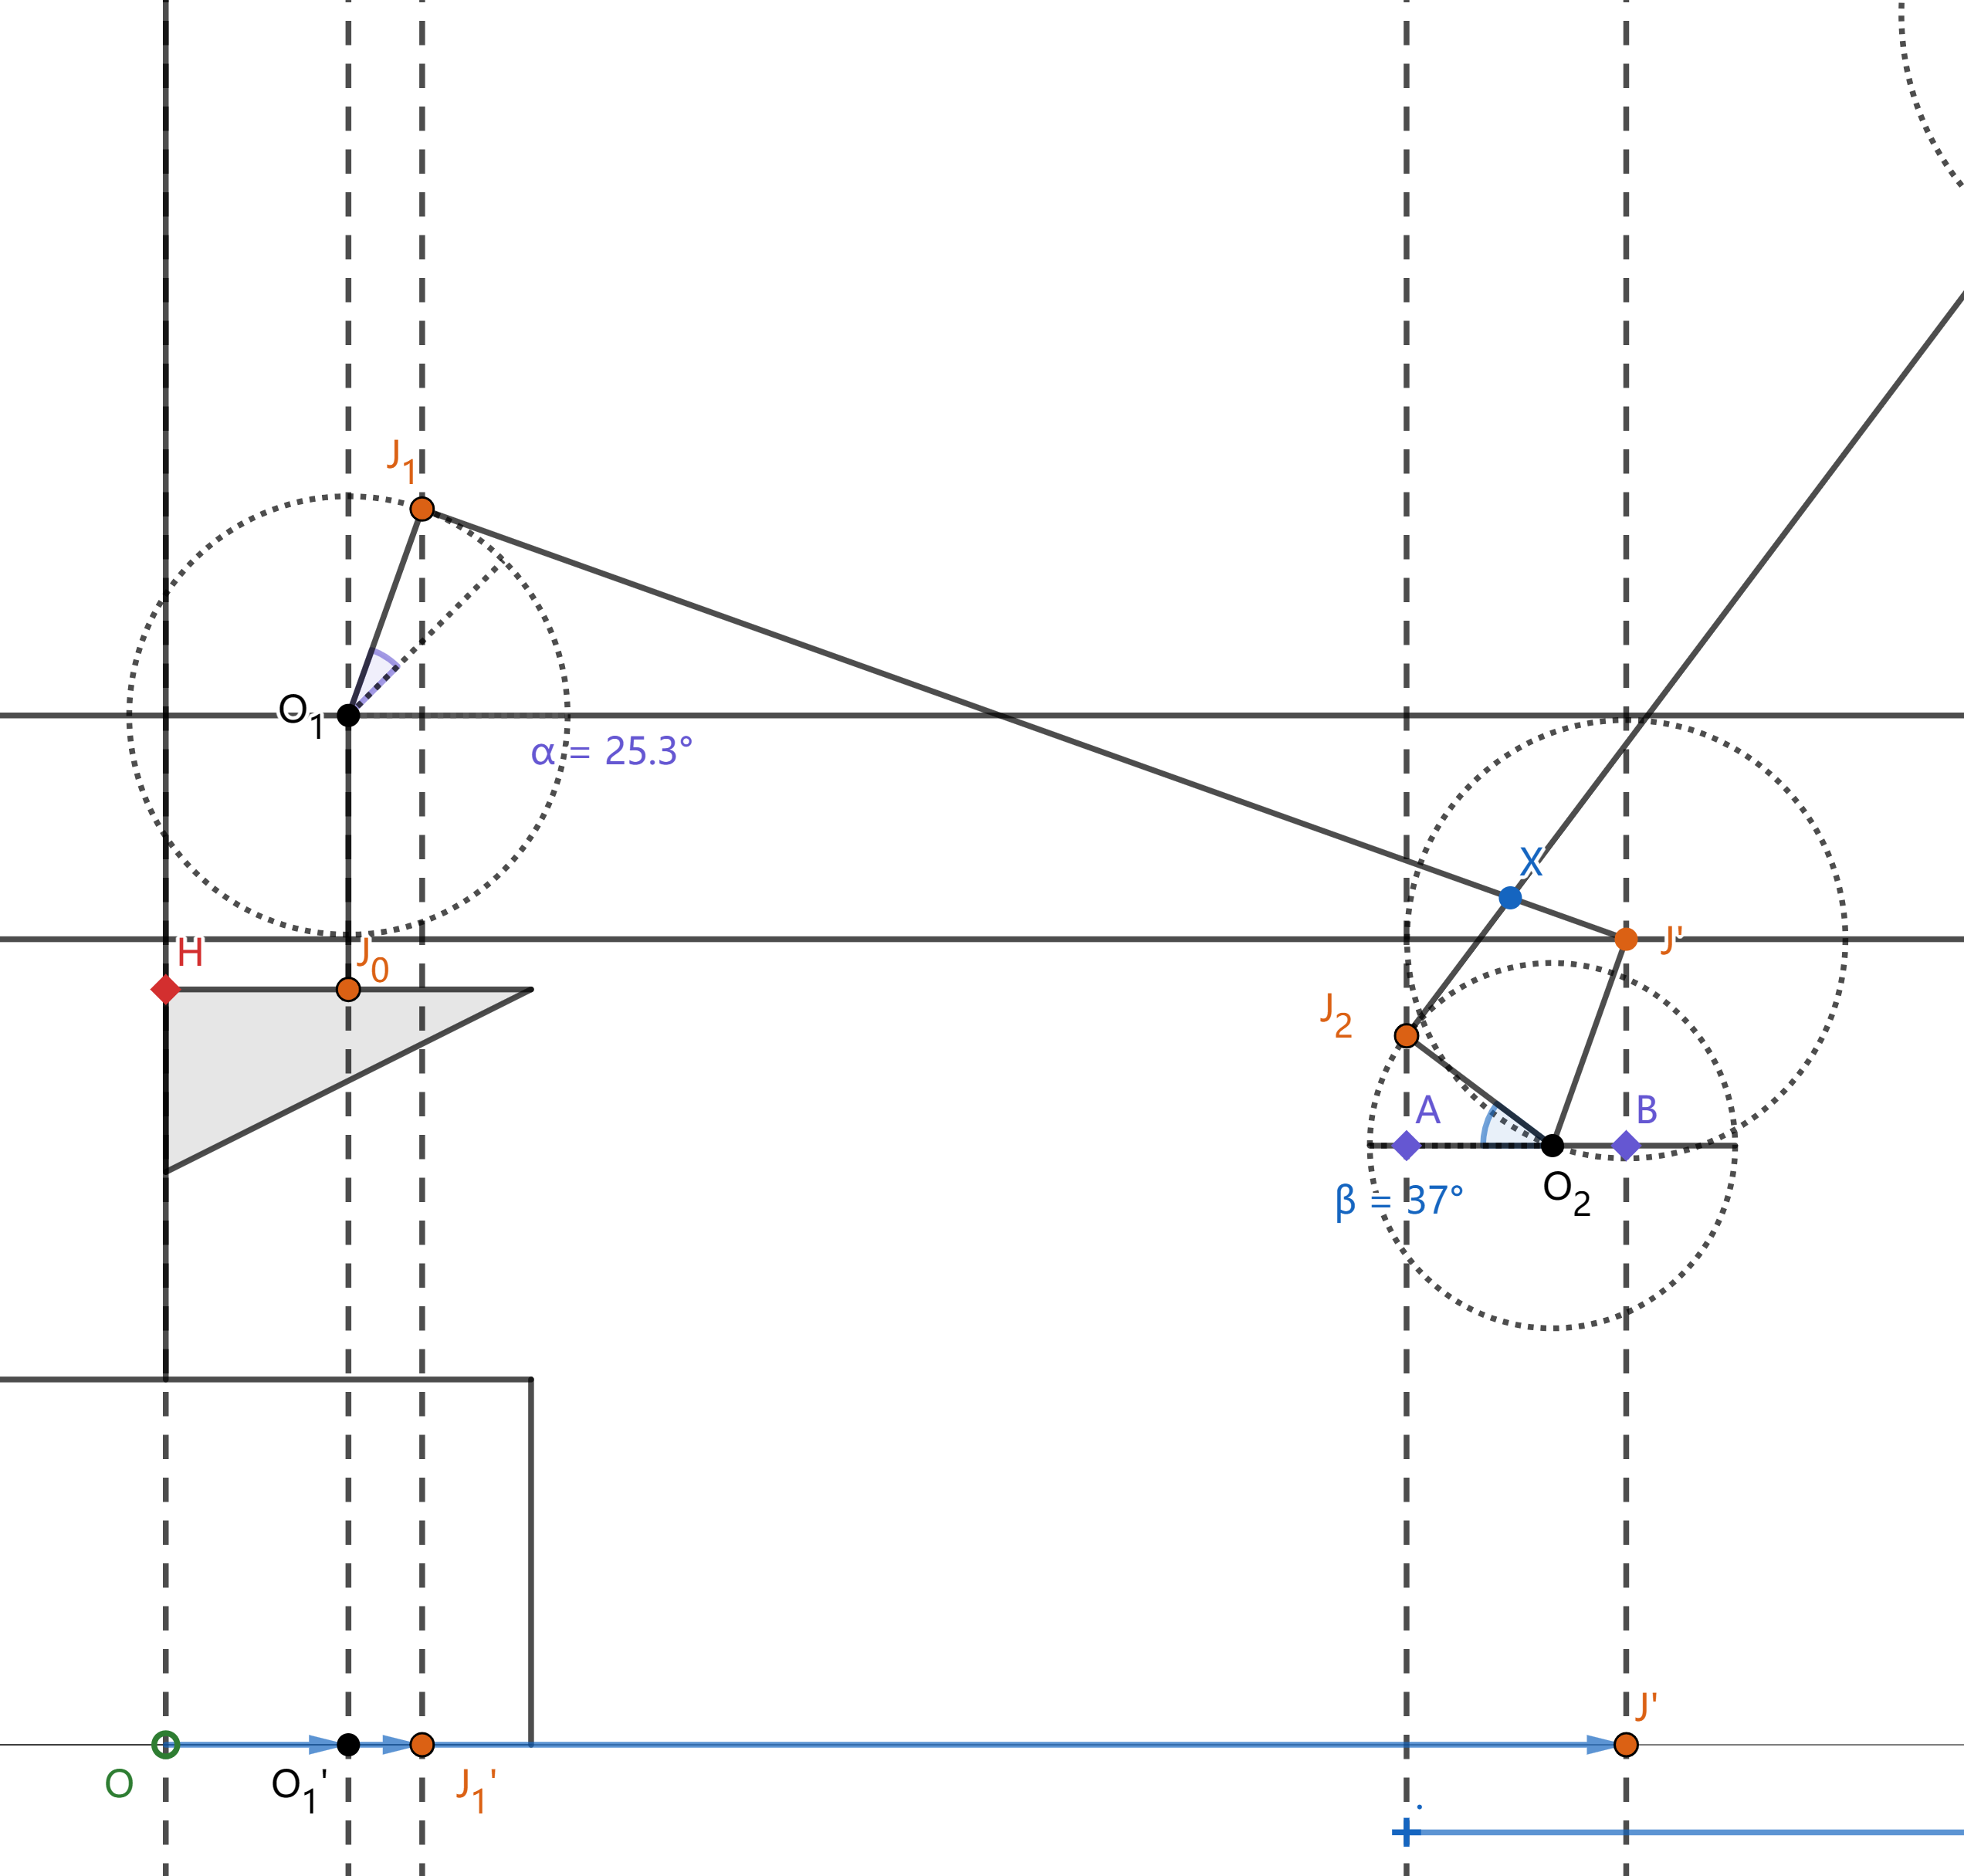 J₁
O₁
α = 25.3°
X
H
J₀
J'
J₂
A
B
β = 37°
O₂
J'
O
O₁'
J₁'